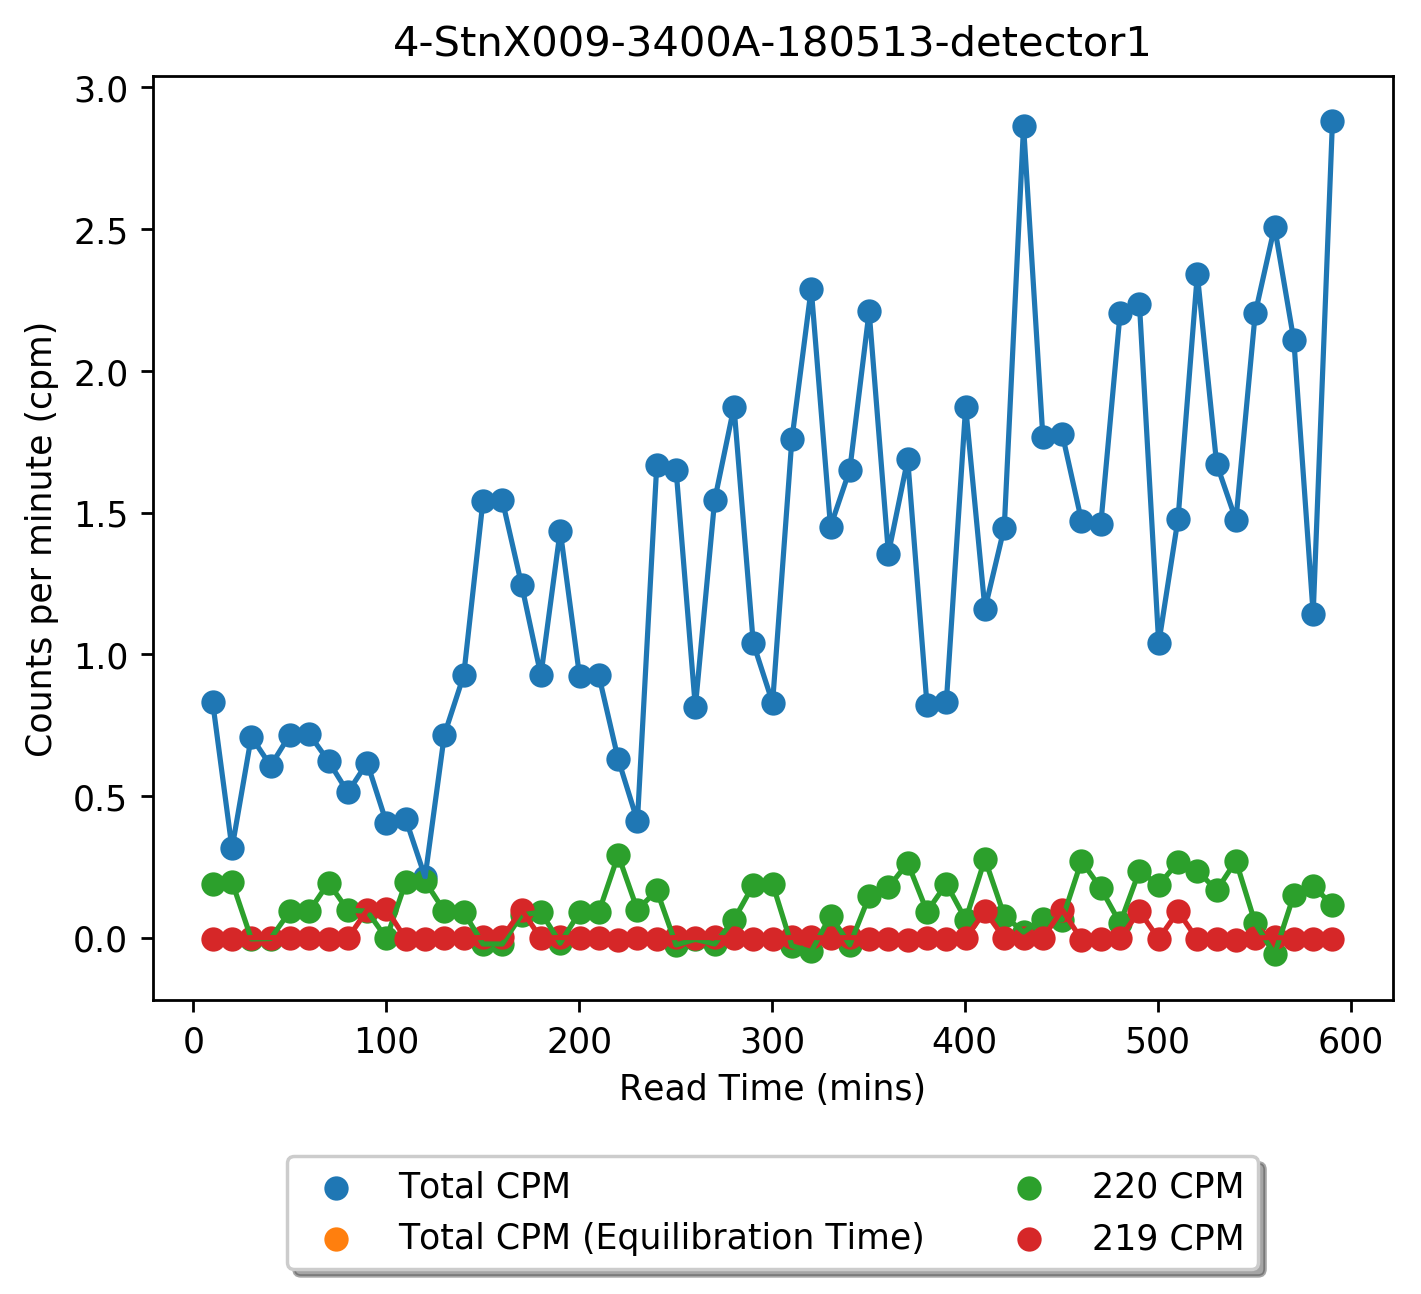 4-StnX009-3400A-180513-detector1
3.0
2.5
2.0
1.5
1.0
0.5
0.0
Counts per minute (cpm)
0 100 200 300 400 500 600
Read Time (mins)
Total CPM
Total CPM (Equilibration Time)
220 CPM
219 CPM